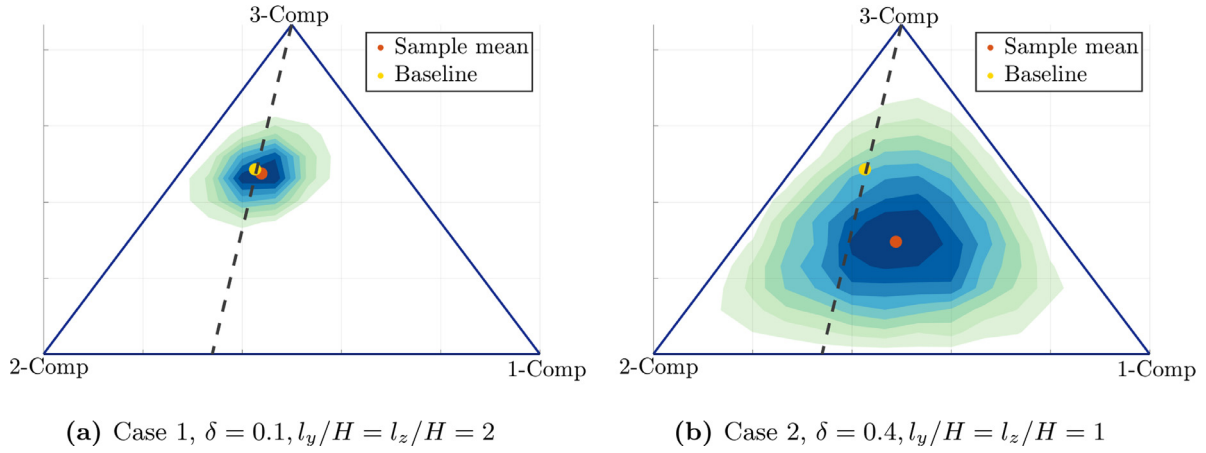 3-Comp
Sample mean
Baseline
2-Comp
1-Comp
(a) Case 1, δ = 0.1, l_y/H = l_z/H = 2
3-Comp
Sample mean
Baseline
2-Comp
1-Comp
(b) Case 2, δ = 0.4, l_y/H = l_z/H = 1